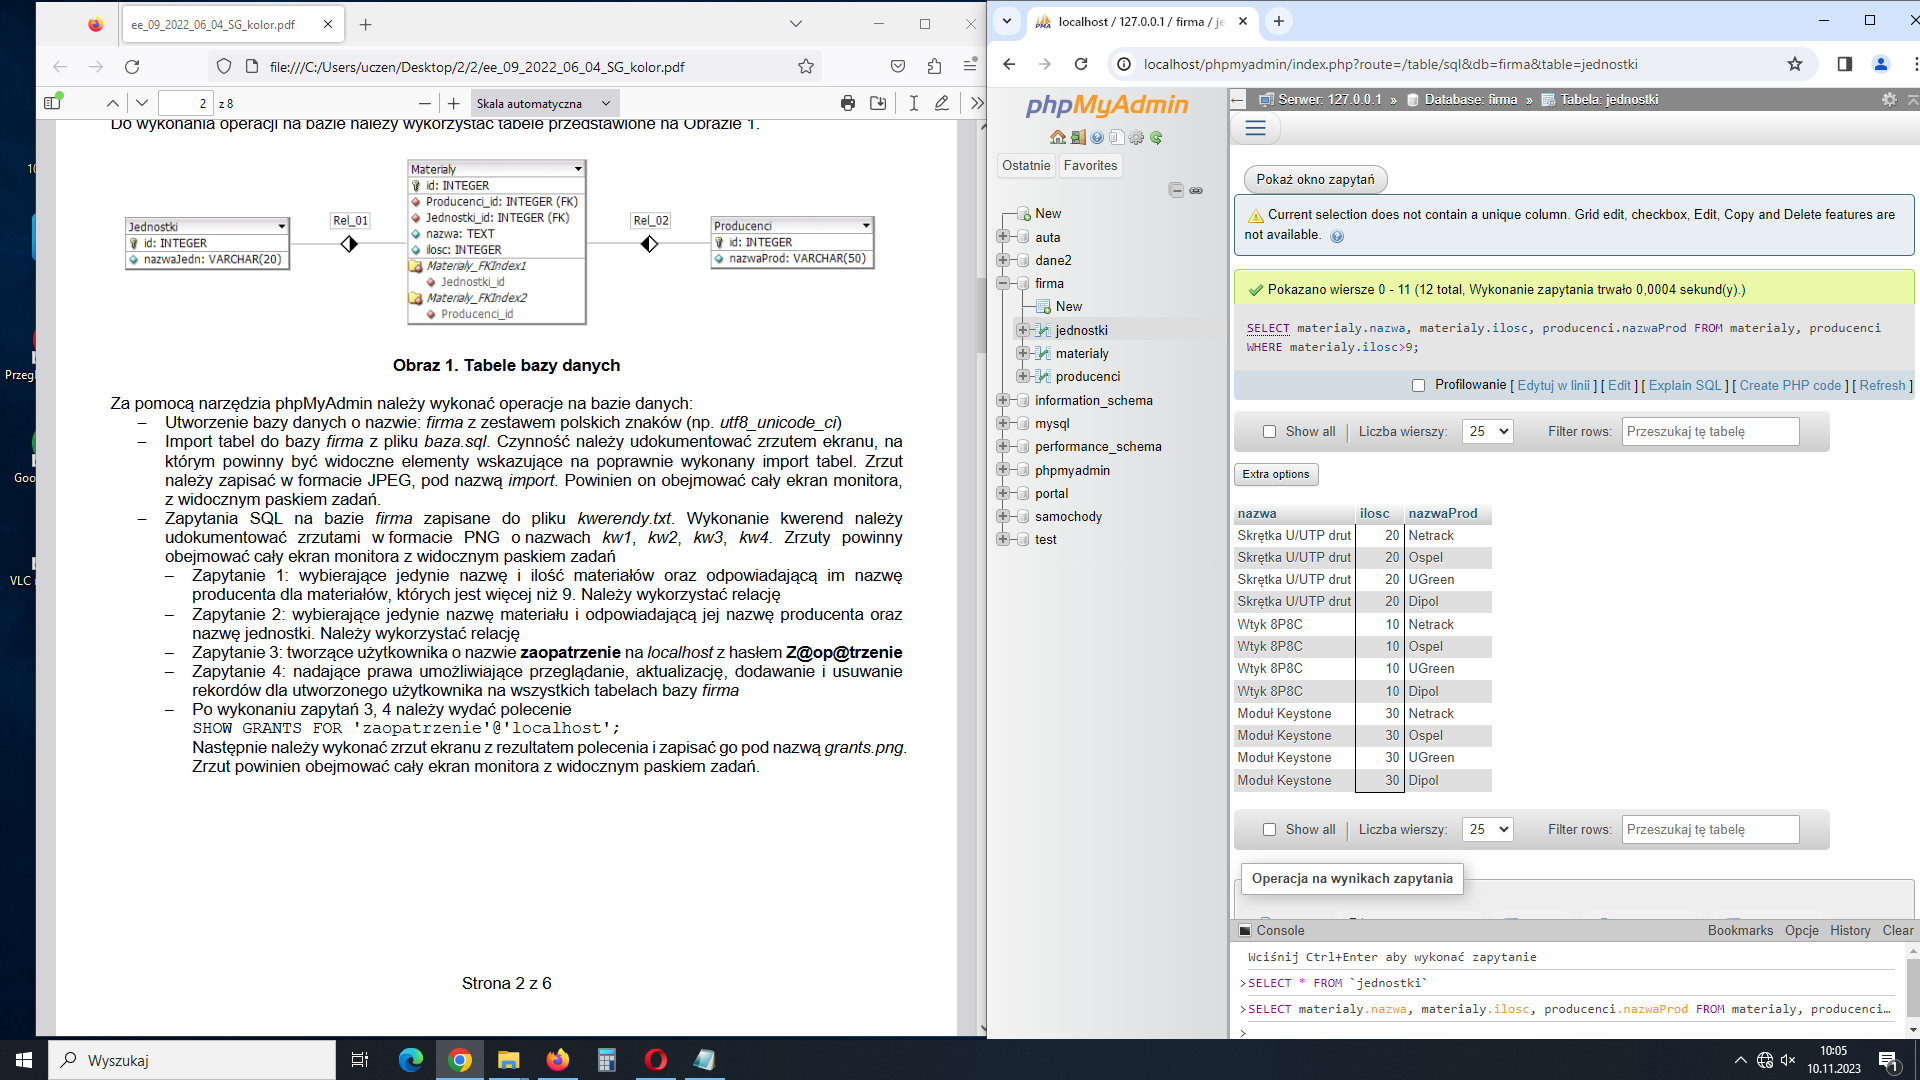 ee_09_2022_06_04_SG_kolor.pdf
file:///C:/Users/uczen/Desktop/2/2/ee_09_2022_06_04_SG_kolor.pdf
2 z 8
Skala automatyczna
Do wykonania operacji na bazie należy wykorzystać tabele przedstawione na Obrazie 1.
Jednostki
id: INTEGER
nazwaJedn: VARCHAR(20)
Rel_01
Materialy
id: INTEGER
Producenci_id: INTEGER (FK)
Jednostki_id: INTEGER (FK)
nazwa: TEXT
ilosc: INTEGER
Materialy_FKIndex1
Jednostki_id
Materialy_FKIndex2
Producenci_id
Rel_02
Producenci
id: INTEGER
nazwaProd: VARCHAR(50)
Obraz 1. Tabele bazy danych
Za pomocą narzędzia phpMyAdmin należy wykonać operacje na bazie danych:
– Utworzenie bazy danych o nazwie: firma z zestawem polskich znaków (np. utf8_unicode_ci)
– Import tabel do bazy firma z pliku baza.sql. Czynność należy udokumentować zrzutem ekranu, na
którym powinny być widoczne elementy wskazujące na poprawnie wykonany import tabel. Zrzut
należy zapisać w formacie JPEG, pod nazwą import. Powinien on obejmować cały ekran monitora,
z widocznym paskiem zadań.
– Zapytania SQL na bazie firma zapisane do pliku kwerendy.txt. Wykonanie kwerend należy
udokumentować zrzutami w formacie PNG o nazwach kw1, kw2, kw3, kw4. Zrzuty powinny
obejmować cały ekran monitora z widocznym paskiem zadań
– Zapytanie 1: wybierające jedynie nazwę i ilość materiałów oraz odpowiadającą im nazwę
producenta dla materiałów, których jest więcej niż 9. Należy wykorzystać relację
– Zapytanie 2: wybierające jedynie nazwę materiału i odpowiadającą jej nazwę producenta oraz
nazwę jednostki. Należy wykorzystać relację
– Zapytanie 3: tworzące użytkownika o nazwie zaopatrzenie na localhost z hasłem Z@op@trzenie
– Zapytanie 4: nadające prawa umożliwiające przeglądanie, aktualizację, dodawanie i usuwanie
rekordów dla utworzonego użytkownika na wszystkich tabelach bazy firma
– Po wykonaniu zapytań 3, 4 należy wydać polecenie
SHOW GRANTS FOR 'zaopatrzenie'@'localhost';
Następnie należy wykonać zrzut ekranu z rezultatem polecenia i zapisać go pod nazwą grants.png.
Zrzut powinien obejmować cały ekran monitora z widocznym paskiem zadań.
Strona 2 z 6
10
Przeg
Goo
VLC
localhost / 127.0.0.1 / firma / je
localhost/phpmyadmin/index.php?route=/table/sql&db=firma&table=jednostki
phpMyAdmin
Ostatnie Favorites
New
auta
dane2
firma
New
jednostki
materialy
producenci
information_schema
mysql
performance_schema
phpmyadmin
portal
samochody
test
Serwer: 127.0.0.1 » Database: firma » Tabela: jednostki
Pokaż okno zapytań
Current selection does not contain a unique column. Grid edit, checkbox, Edit, Copy and Delete features are
not available.
Pokazano wiersze 0 - 11 (12 total, Wykonanie zapytania trwało 0,0004 sekund(y).)
SELECT materialy.nazwa, materialy.ilosc, producenci.nazwaProd FROM materialy, producenci
WHERE materialy.ilosc>9;
Profilowanie [ Edytuj w linii ] [ Edit ] [ Explain SQL ] [ Create PHP code ] [ Refresh ]
Show all Liczba wierszy: 25 Filter rows: Przeszukaj tę tabelę
Extra options
nazwa ilosc nazwaProd
Skrętka U/UTP drut 20 Netrack
Skrętka U/UTP drut 20 Ospel
Skrętka U/UTP drut 20 UGreen
Skrętka U/UTP drut 20 Dipol
Wtyk 8P8C 10 Netrack
Wtyk 8P8C 10 Ospel
Wtyk 8P8C 10 UGreen
Wtyk 8P8C 10 Dipol
Moduł Keystone 30 Netrack
Moduł Keystone 30 Ospel
Moduł Keystone 30 UGreen
Moduł Keystone 30 Dipol
Show all Liczba wierszy: 25 Filter rows: Przeszukaj tę tabelę
Operacja na wynikach zapytania
Console Bookmarks Opcje History Clear
Wciśnij Ctrl+Enter aby wykonać zapytanie
>SELECT * FROM `jednostki`
>SELECT materialy.nazwa, materialy.ilosc, producenci.nazwaProd FROM materialy, producenci...
>
Wyszukaj
10:05
10.11.2023
1